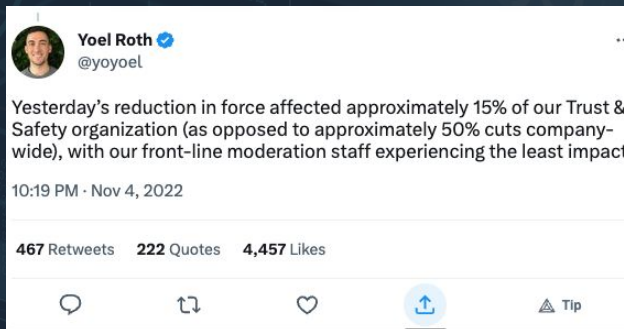 Yoel Roth
@yoyoel
Yesterday's reduction in force affected approximately 15% of our Trust &
Safety organization (as opposed to approximately 50% cuts company-
wide), with our front-line moderation staff experiencing the least impact
10:19 PM · Nov 4, 2022
467 Retweets 222 Quotes 4,457 Likes
Tip